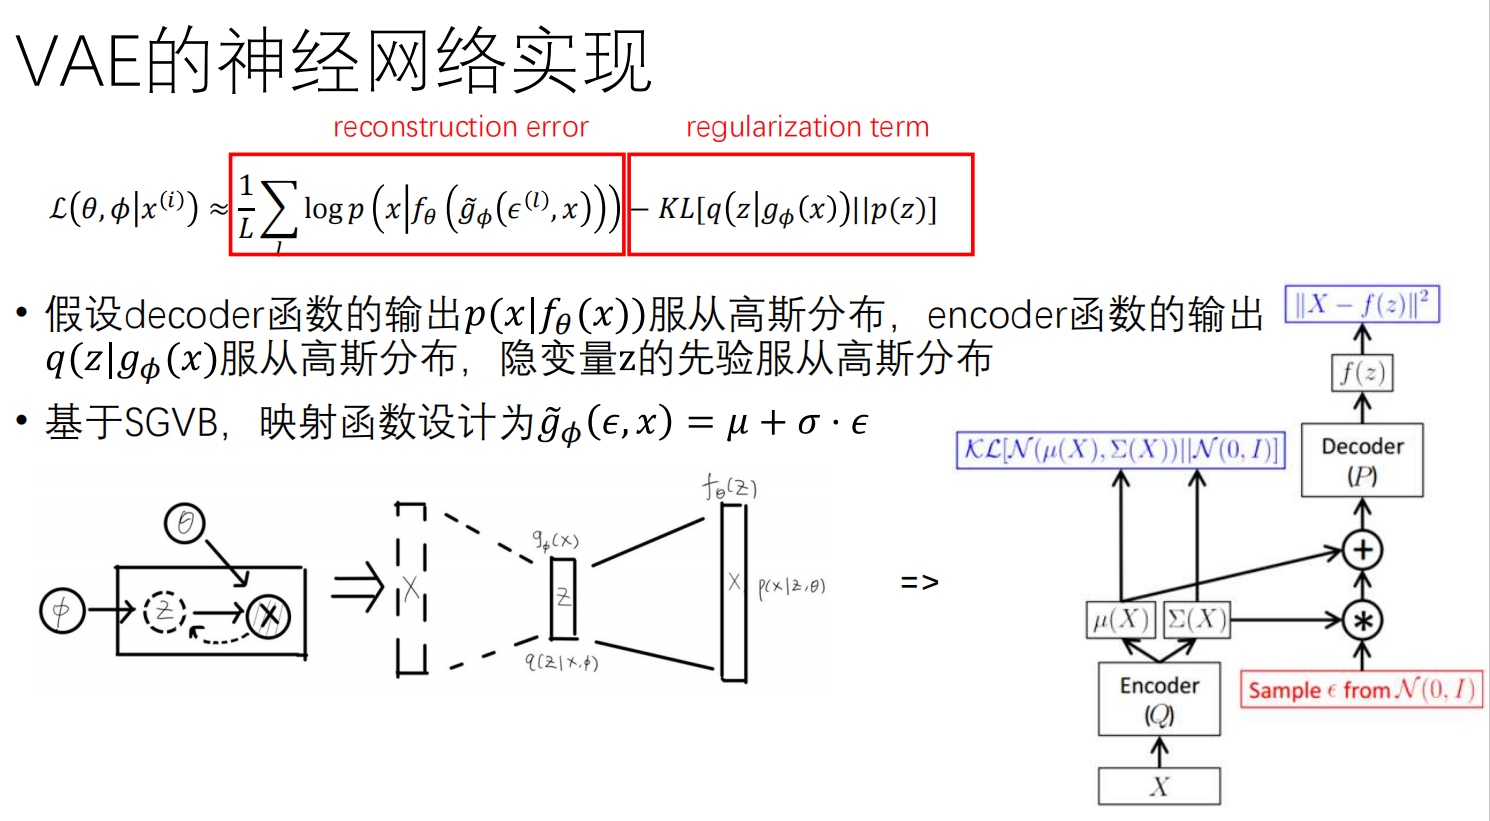 VAE的神经网络实现
reconstruction error
regularization term
ℒ(θ,ϕ|x⁽ⁱ⁾) ≈ 1/L ∑_l log p(x|f_θ(g̃_ϕ(ϵ⁽ˡ⁾,x))) − KL[q(z|g_ϕ(x))||p(z)]
• 假设decoder函数的输出p(x|f_θ(x))服从高斯分布，encoder函数的输出
q(z|g_ϕ(x)服从高斯分布，隐变量z的先验服从高斯分布
• 基于SGVB，映射函数设计为g̃_ϕ(ϵ,x) = μ + σ · ϵ
θ
ϕ
z
X
X
g_ϕ(x)
z
q(z|x,ϕ)
f_θ(z)
X
p(x|z,θ)
=>
‖X − f(z)‖²
f(z)
Decoder
(P)
𝒦ℒ[𝒩(μ(X),Σ(X))||𝒩(0,I)]
+
μ(X)
Σ(X)
*
Encoder
(Q)
Sample ϵ from 𝒩(0,I)
X